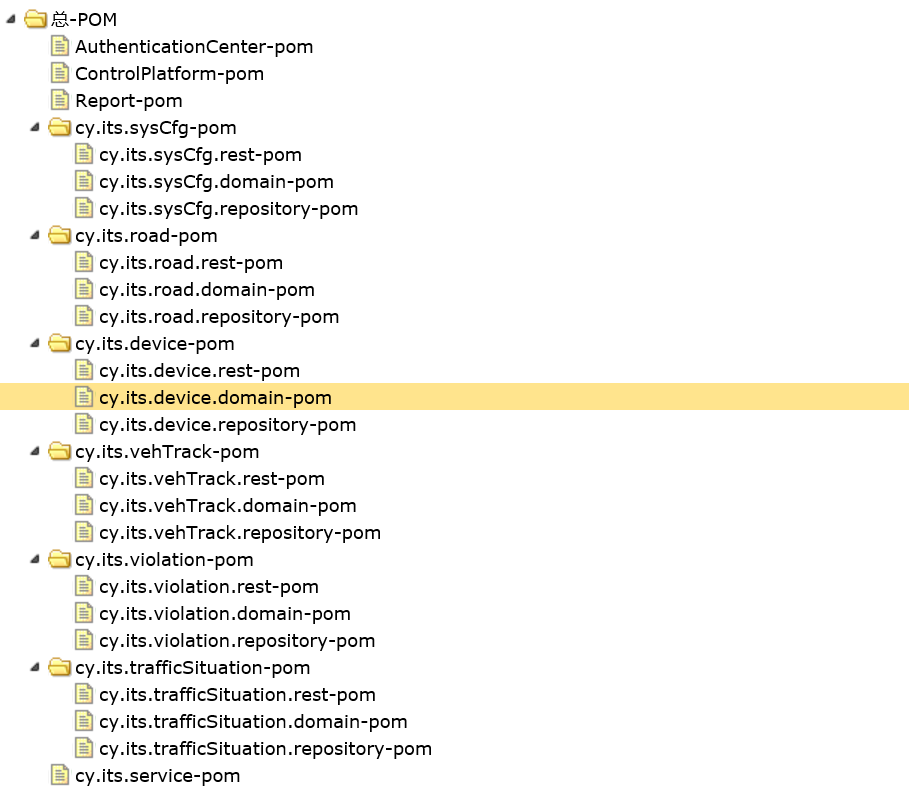 总-POM
AuthenticationCenter-pom
ControlPlatform-pom
Report-pom
cy.its.sysCfg-pom
cy.its.sysCfg.rest-pom
cy.its.sysCfg.domain-pom
cy.its.sysCfg.repository-pom
cy.its.road-pom
cy.its.road.rest-pom
cy.its.road.domain-pom
cy.its.road.repository-pom
cy.its.device-pom
cy.its.device.rest-pom
cy.its.device.domain-pom
cy.its.device.repository-pom
cy.its.vehTrack-pom
cy.its.vehTrack.rest-pom
cy.its.vehTrack.domain-pom
cy.its.vehTrack.repository-pom
cy.its.violation-pom
cy.its.violation.rest-pom
cy.its.violation.domain-pom
cy.its.violation.repository-pom
cy.its.trafficSituation-pom
cy.its.trafficSituation.rest-pom
cy.its.trafficSituation.domain-pom
cy.its.trafficSituation.repository-pom
cy.its.service-pom